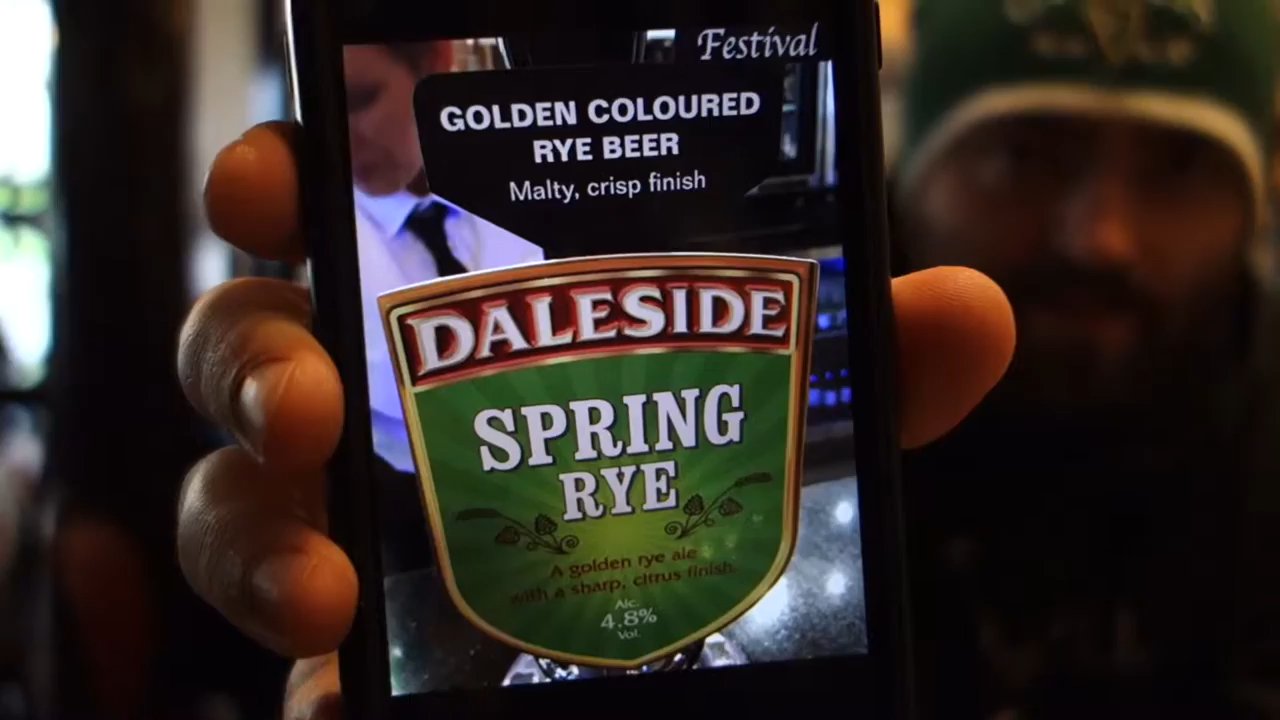 Festival
GOLDEN COLOURED
RYE BEER
Malty, crisp finish
DALESIDE
SPRING
RYE
A golden rye ale
with a sharp, citrus finish.
Alc.
4.8%
Vol.